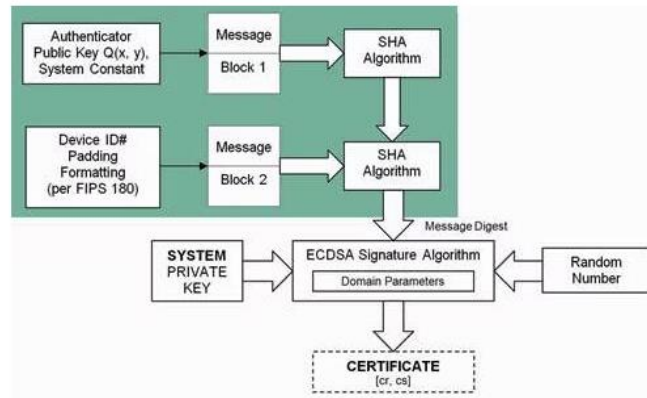 Authenticator
Public Key Q(x, y),
System Constant
Message
Block 1
SHA
Algorithm
Device ID#
Padding
Formatting
(per FIPS 180)
Message
Block 2
SHA
Algorithm
Message Digest
SYSTEM
PRIVATE
KEY
ECDSA Signature Algorithm
Domain Parameters
Random
Number
CERTIFICATE
[cr, cs]